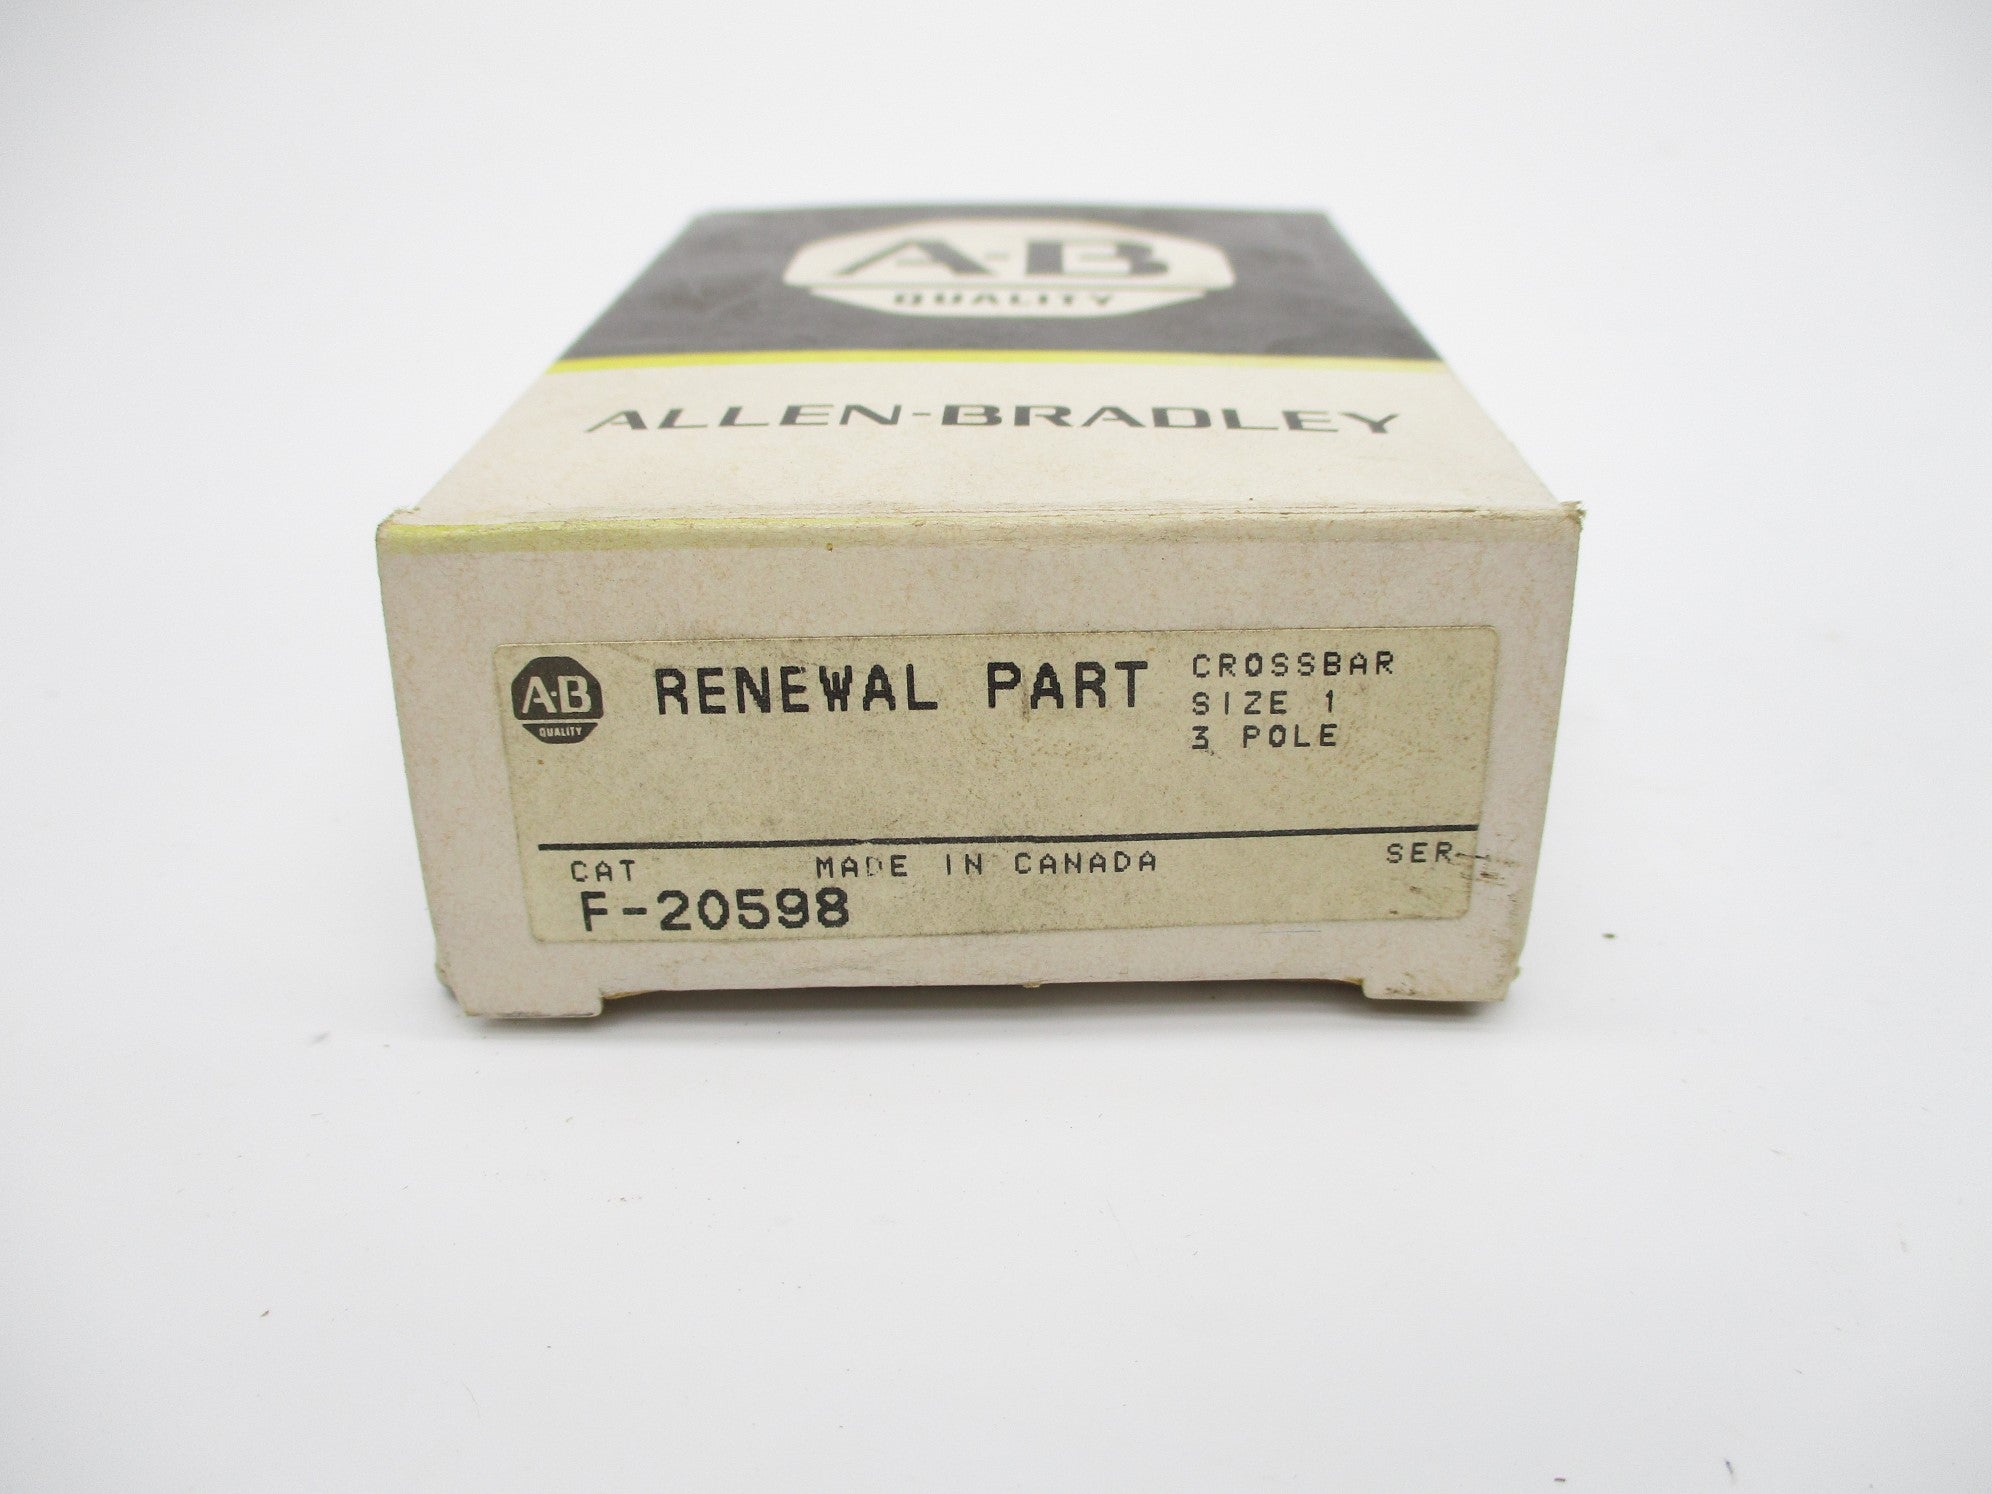 A-B
QUALITY
ALLEN-BRADLEY
A-B
QUALITY
RENEWAL PART
CROSSBAR
SIZE 1
3 POLE
CAT MADE IN CANADA SER
F-20598